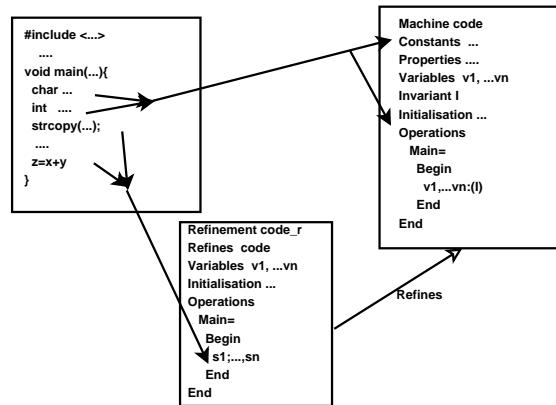 #include <...>
....
void main(...){
char ...
int ....
strcopy(...);
....
z=x+y
}
Machine code
Constants ...
Properties ....
Variables v1, ...vn
Invariant I
Initialisation ...
Operations
Main=
Begin
v1,...vn:(I)
End
End
Refinement code_r
Refines code
Variables v1, ...vn
Initialisation ...
Operations
Main=
Begin
s1;...,sn
End
End
Refines